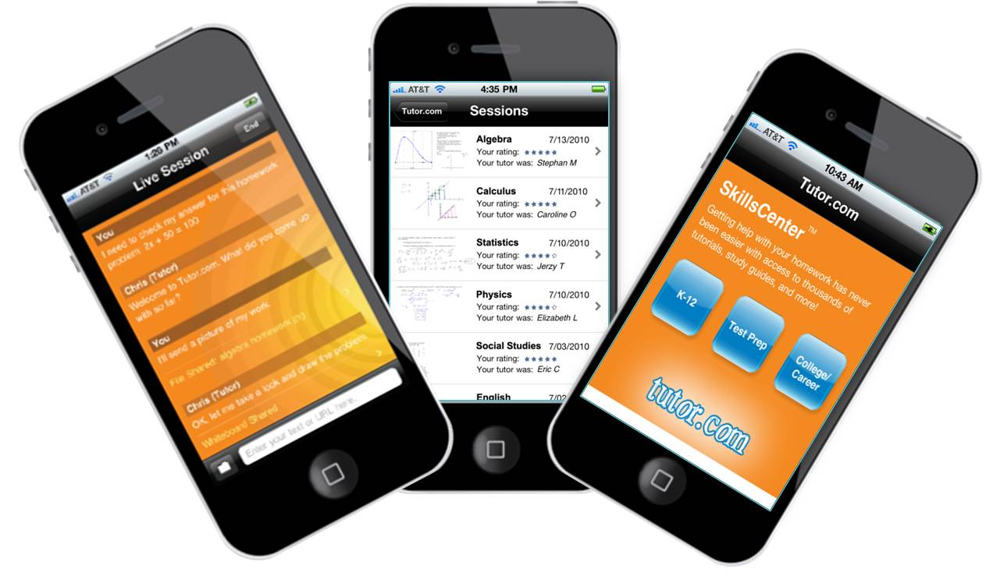 AT&T
1:26 PM
Live Session
End
You
I need to check my answer for this homework
problem: 2x + 50 = 100
Chris (Tutor)
Welcome to Tutor.com. What did you come up
with so far?
You
I'll send a picture of my work.
File Shared: algebra homework.jpg
Chris (Tutor)
OK, let me take a look and draw the problem.
Whiteboard Shared
Enter your text or URL here.
AT&T 4:35 PM
Tutor.com Sessions
Algebra 7/13/2010
Your rating:
Your tutor was: Stephan M
Calculus 7/11/2010
Your rating:
Your tutor was: Caroline O
Statistics 7/10/2010
Your rating:
Your tutor was: Jerzy T
Physics 7/10/2010
Your rating:
Your tutor was: Elizabeth L
Social Studies 7/03/2010
Your rating:
Your tutor was: Eric C
English 7/02
AT&T
10:43 AM
Tutor.com
SkillsCenter ™
Getting help with your homework has never
been easier with access to thousands of
tutorials, study guides, and more!
K-12
Test Prep
College/
Career
tutor.com